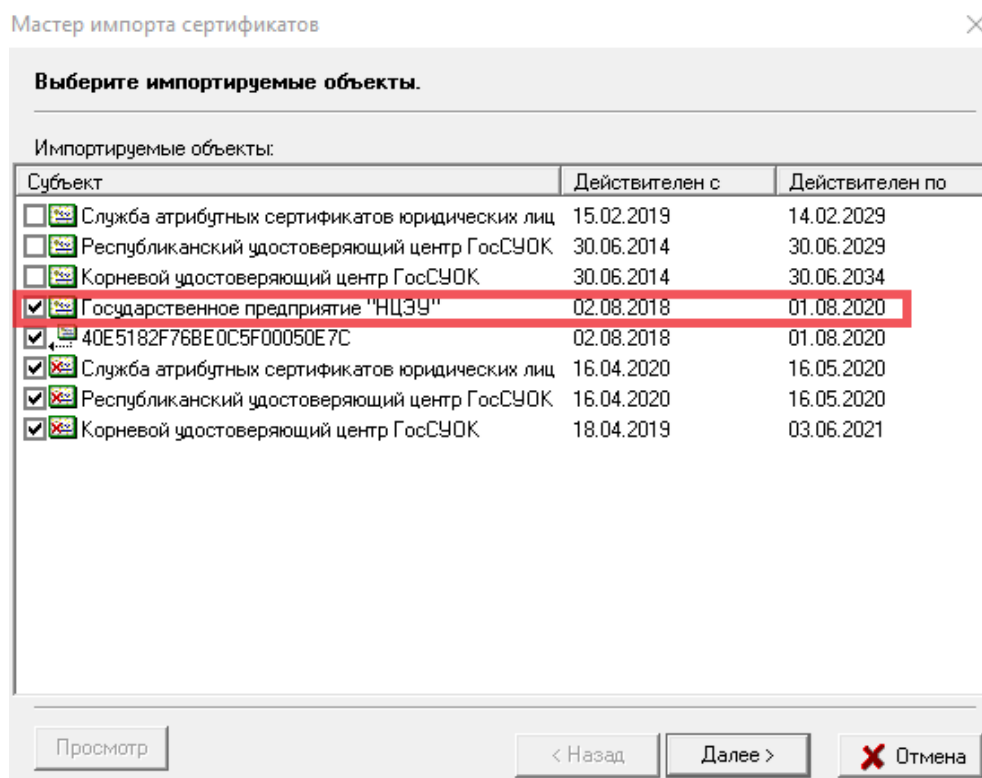 Мастер импорта сертификатов
Выберите импортируемые объекты.
Импортируемые объекты:
Субъект Действителен с Действителен по
Служба атрибутных сертификатов юридических лиц 15.02.2019 14.02.2029
Республиканский удостоверяющий центр ГосСУОК 30.06.2014 30.06.2029
Корневой удостоверяющий центр ГосСУОК 30.06.2014 30.06.2034
Государственное предприятие "НЦЭУ" 02.08.2018 01.08.2020
40E5182F76BE0C5F00050E7C 02.08.2018 01.08.2020
Служба атрибутных сертификатов юридических лиц 16.04.2020 16.05.2020
Республиканский удостоверяющий центр ГосСУОК 16.04.2020 16.05.2020
Корневой удостоверяющий центр ГосСУОК 18.04.2019 03.06.2021
Просмотр < Назад Далее > Отмена